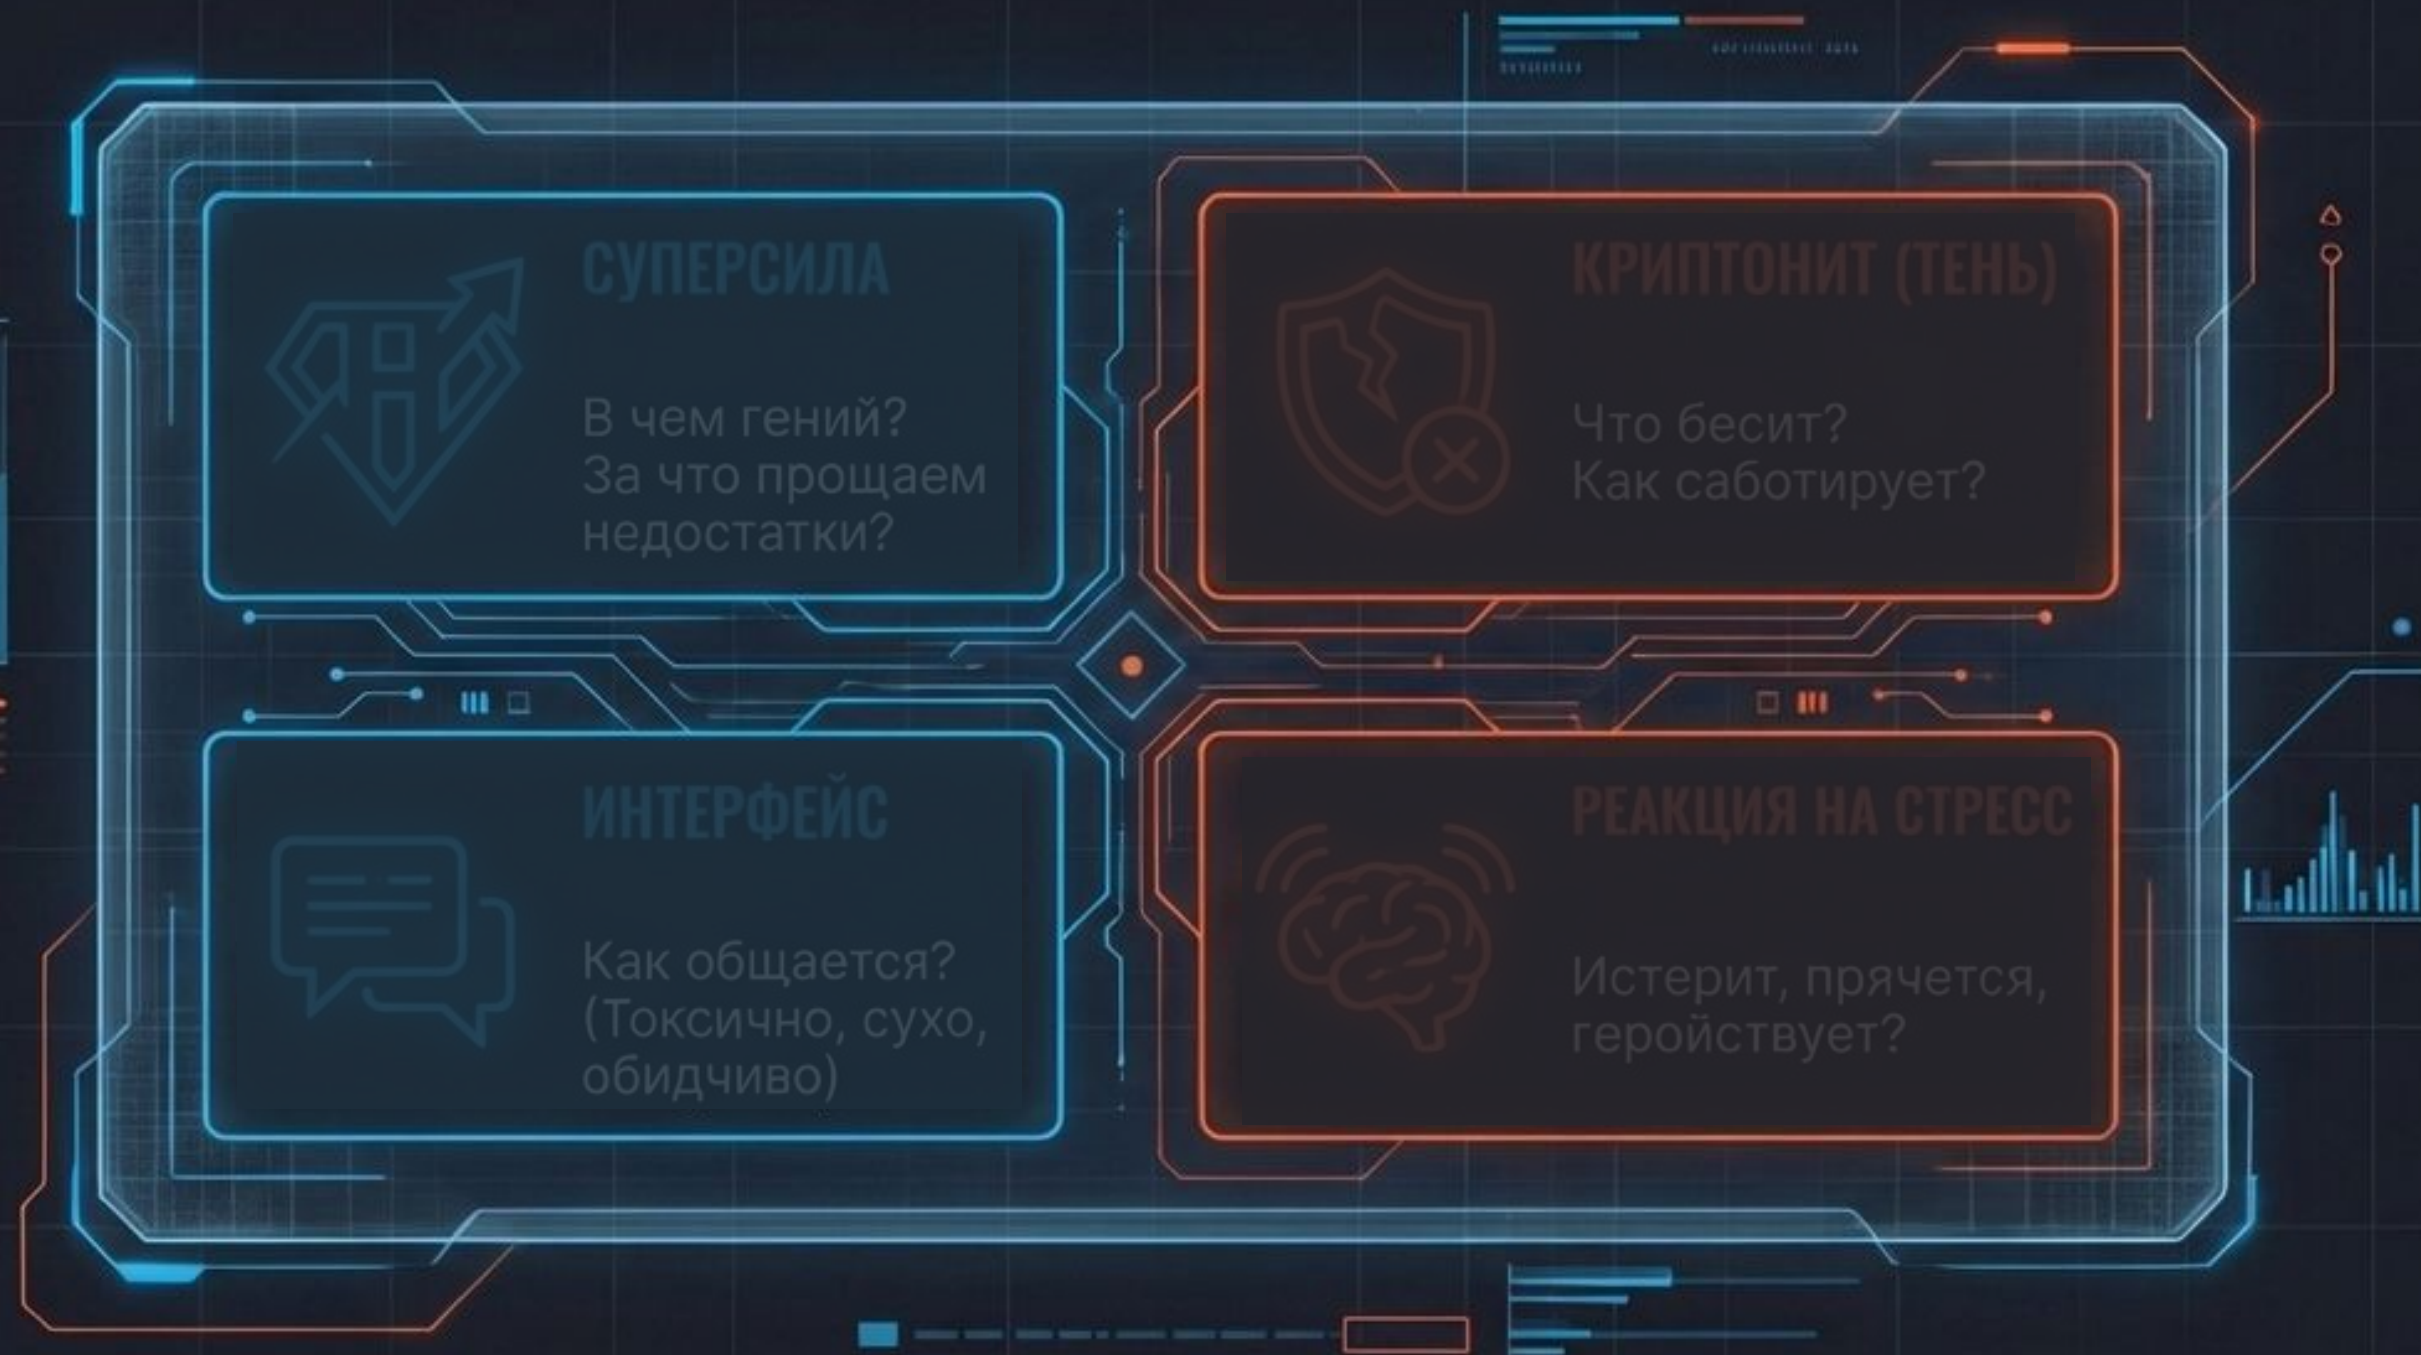 СУПЕРСИЛА
В чем гений?
За что прощаем
недостатки?
КРИПТОНИТ (ТЕНЬ)
Что бесит?
Как саботирует?
ИНТЕРФЕЙС
Как общается?
(Токсично, сухо,
обидчиво)
РЕАКЦИЯ НА СТРЕСС
Истерит, прячется,
геройствует?